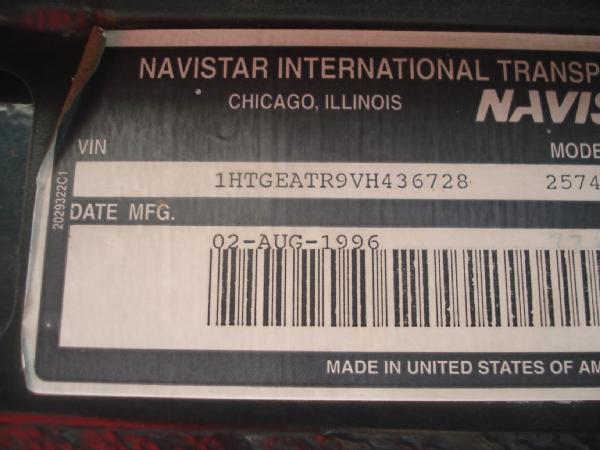 NAVISTAR INTERNATIONAL TRANSP
CHICAGO, ILLINOIS
NAVIS
VIN
MODE
1HTGEATR9VH436728
2574
2029322C1
DATE MFG.
02-AUG-1996
MADE IN UNITED STATES OF AM